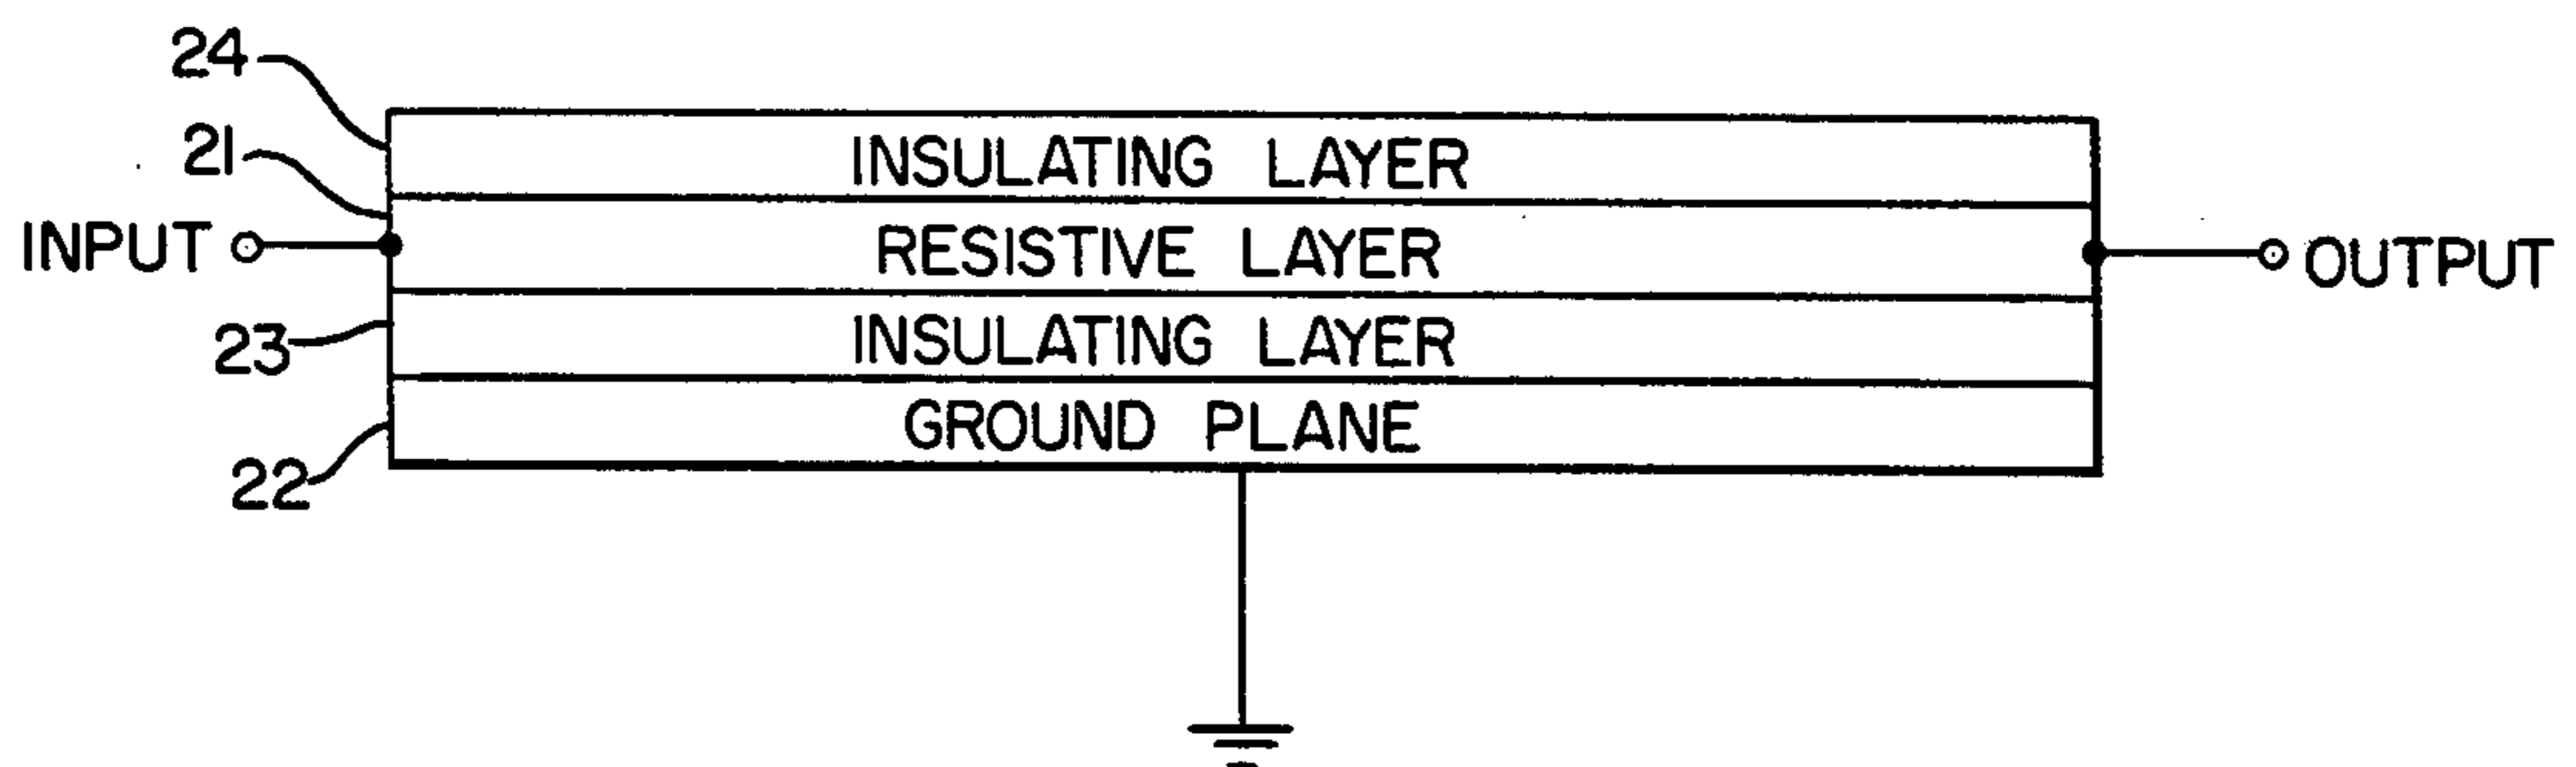 24
INSULATING LAYER
21
INPUT
RESISTIVE LAYER
OUTPUT
23
INSULATING LAYER
GROUND PLANE
22